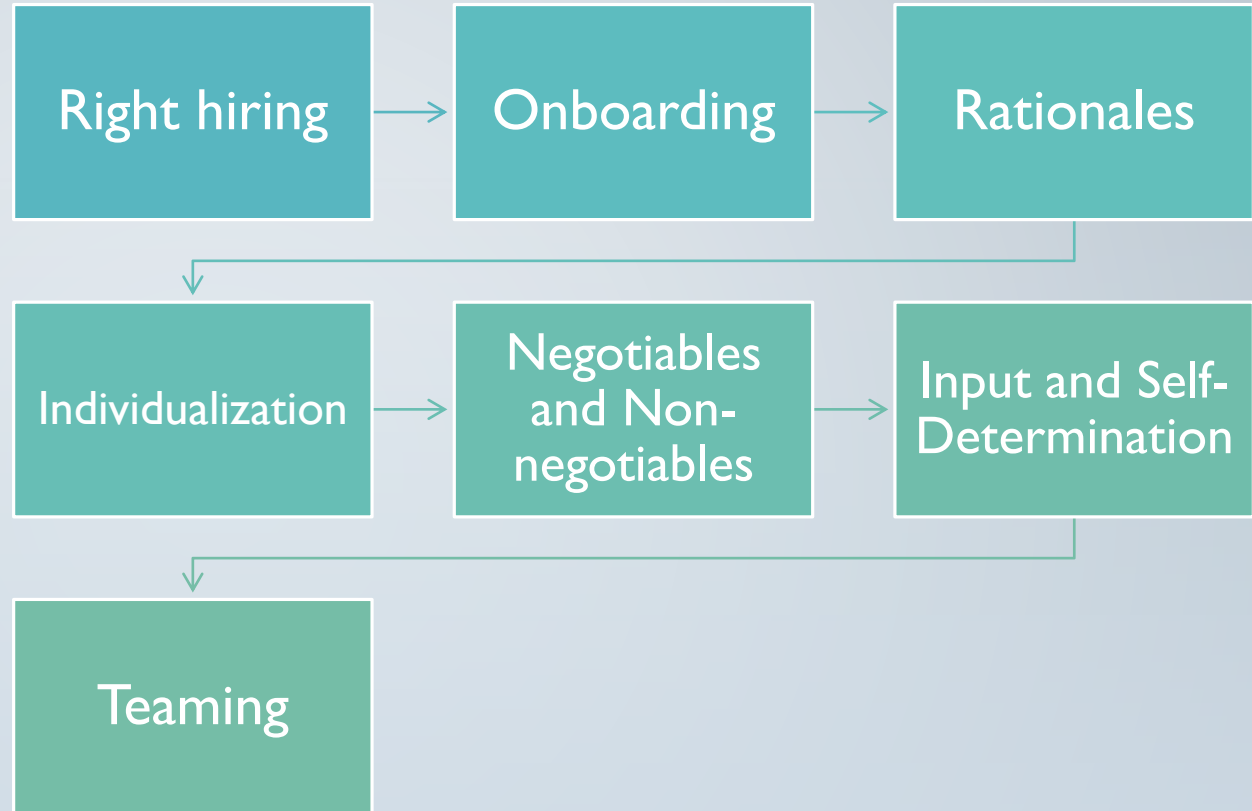 Right hiring
Onboarding
Rationales
Individualization
Negotiables
and Non-
negotiables
Input and Self-
Determination
Teaming